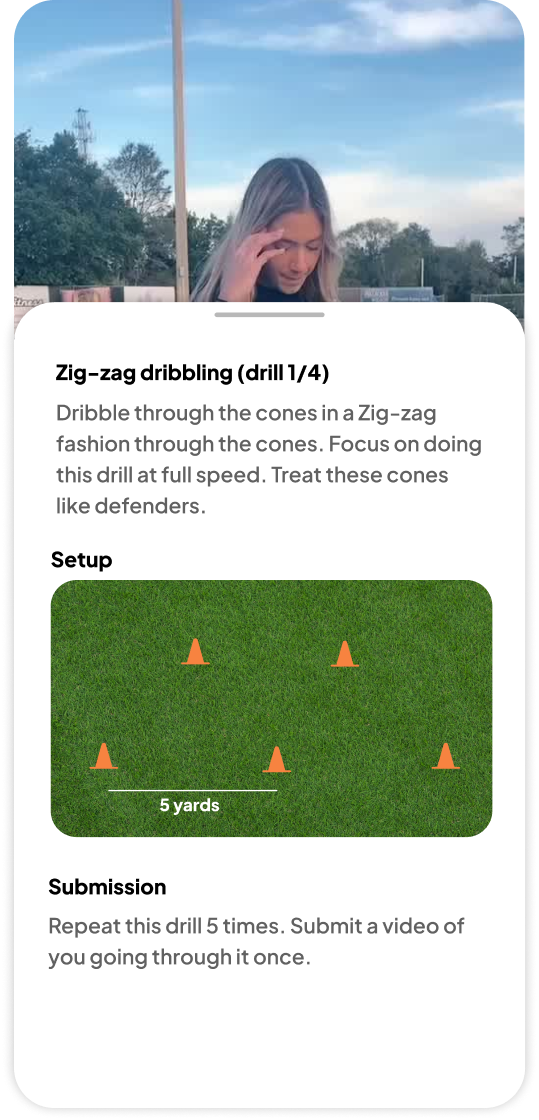 Zig-zag dribbling (drill 1/4)
Dribble through the cones in a Zig-zag
fashion through the cones. Focus on doing
this drill at full speed. Treat these cones
like defenders.
Setup
5 yards
Submission
Repeat this drill 5 times. Submit a video of
you going through it once.